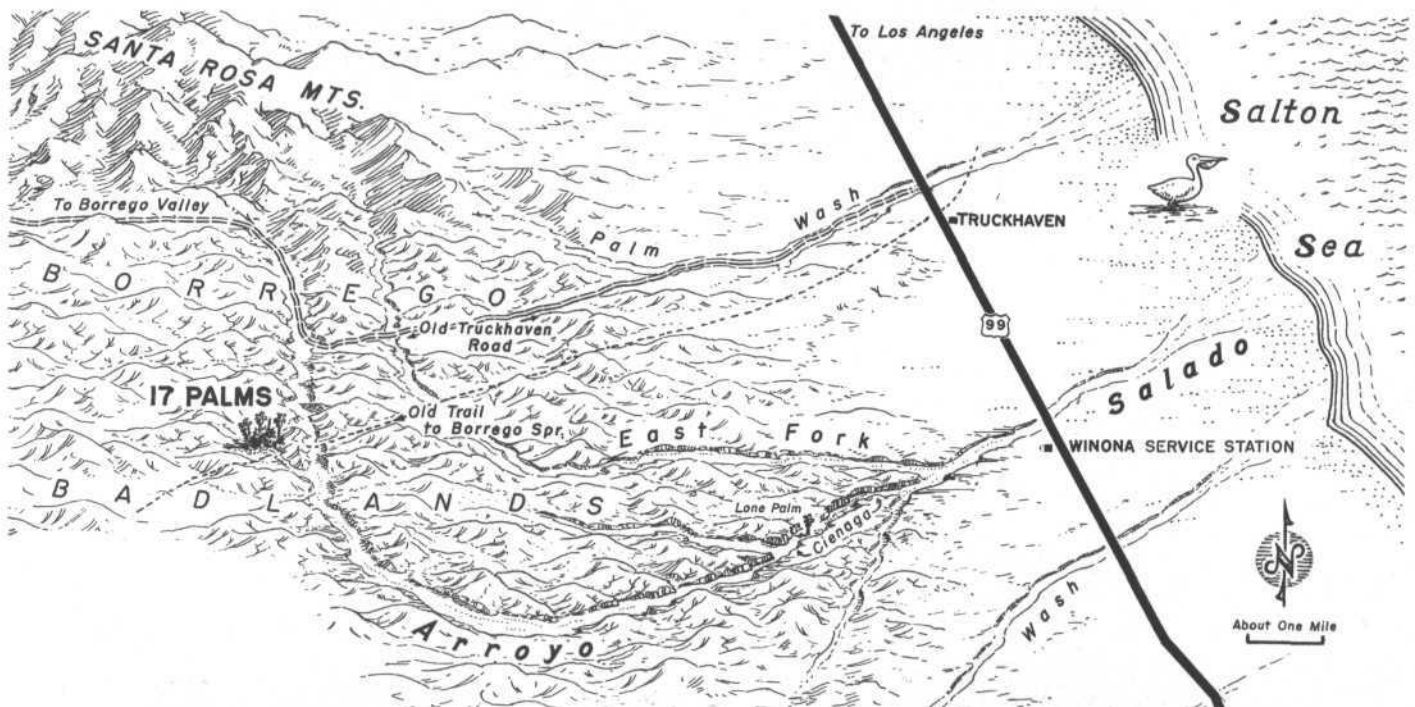 SANTA ROSA MTS.
To Los Angeles
Salton
Sea
To Borrego Valley
Palm Wash
TRUCKHAVEN
BORREGO
Old Truckhaven
Road
99
17 PALMS
Old Trail
to Borrego Spr.
East Fork
Salado
WINONA SERVICE STATION
BADLANDS
Lone Palm
Cienaga
Arroyo
Wash
N
About One Mile